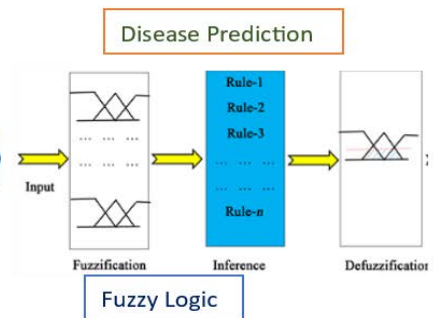 Disease Prediction
Rule-1
Rule-2
Rule-3
... ... ...
... ... ...
... ... ...
... ... ...
Input
Rule-n
Fuzzification
Inference
Defuzzification
Fuzzy Logic